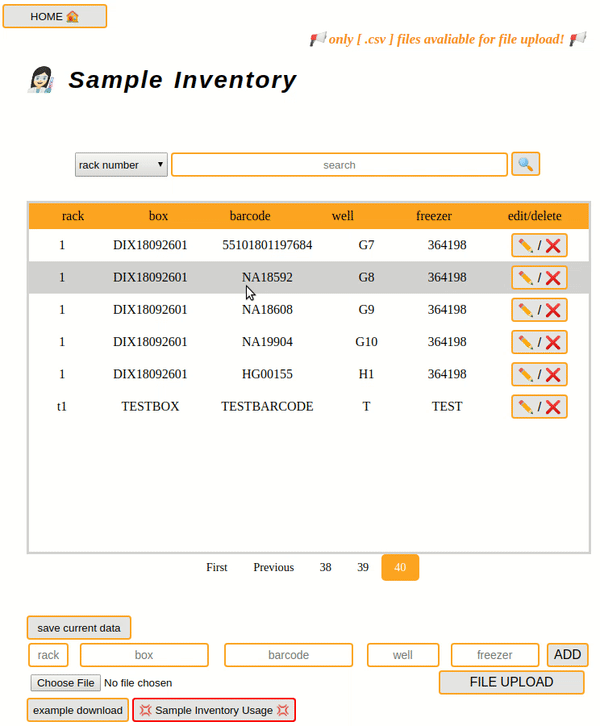 HOME
only [ .csv ] files avaliable for file upload!
Sample Inventory
rack number search
rack box barcode well freezer edit/delete
1 DIX18092601 55101801197684 G7 364198 /
1 DIX18092601 NA18592 G8 364198 /
1 DIX18092601 NA18608 G9 364198 /
1 DIX18092601 NA19904 G10 364198 /
1 DIX18092601 HG00155 H1 364198 /
t1 TESTBOX TESTBARCODE T TEST /
First Previous 38 39 40
save current data
rack box barcode well freezer ADD
Choose File No file chosen FILE UPLOAD
example download Sample Inventory Usage